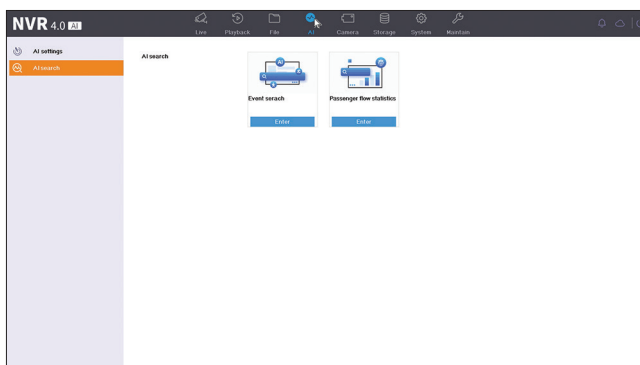 NVR 4.0 AI
Live Playback File AI Camera Storage System Maintain
AI settings
AI search
AI search
AI
Event serach
Enter
Passenger flow statistics
Enter